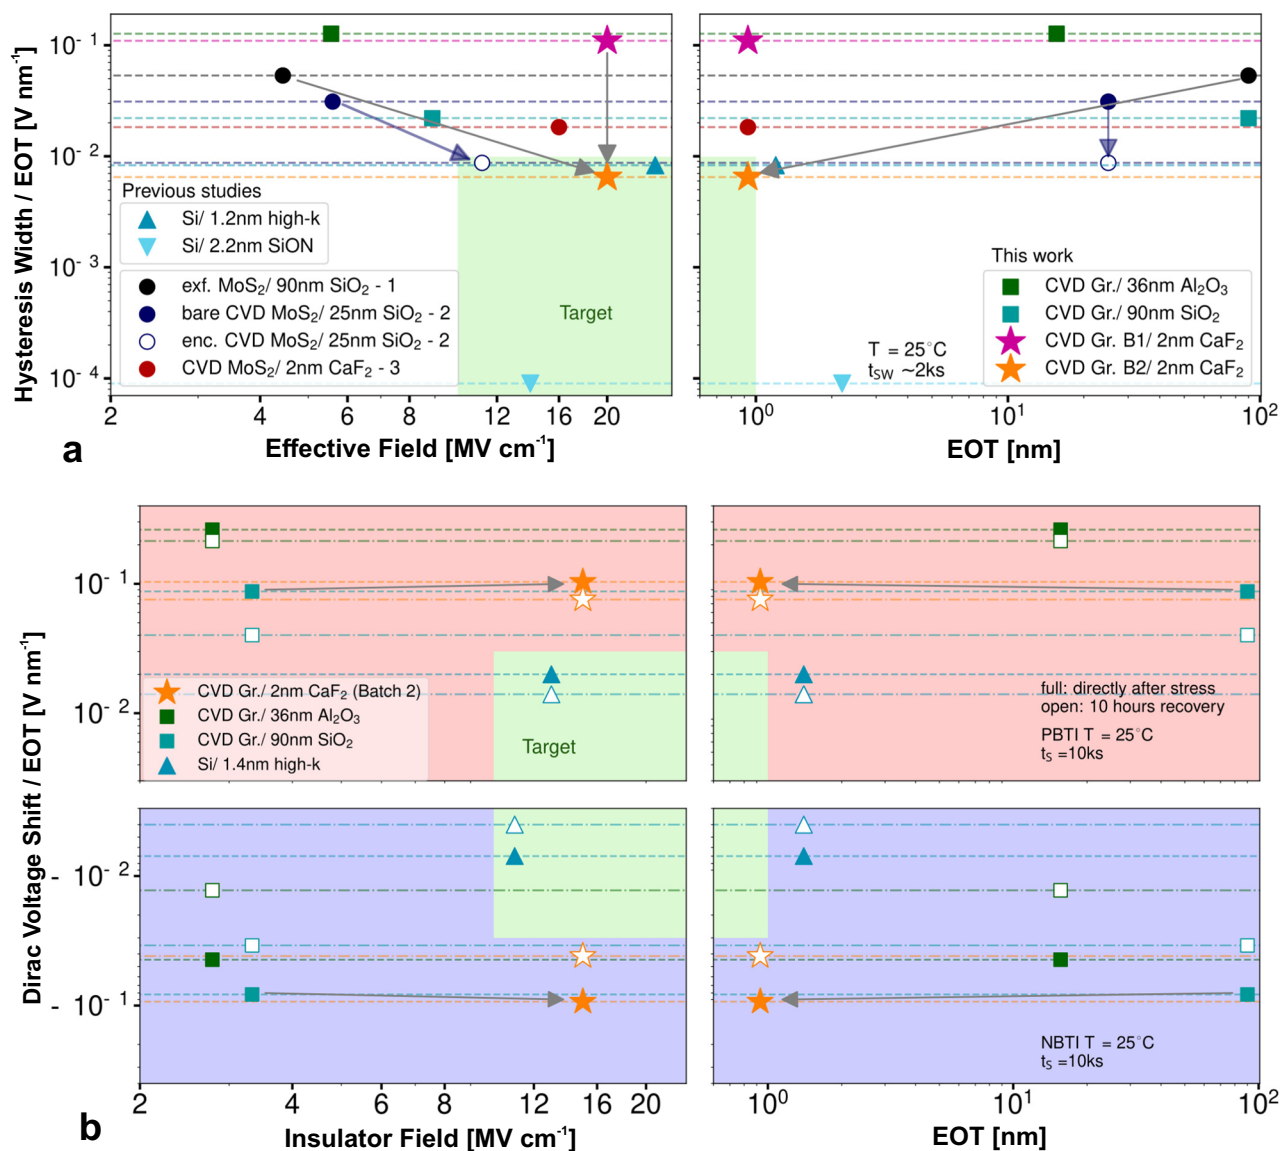 Hysteresis Width / EOT [V nm⁻¹]
10⁻¹
10⁻²
10⁻³
10⁻⁴
Previous studies
Si/ 1.2nm high-k
Si/ 2.2nm SiON
exf. MoS₂/ 90nm SiO₂ - 1
bare CVD MoS₂/ 25nm SiO₂ - 2
enc. CVD MoS₂/ 25nm SiO₂ - 2
CVD MoS₂/ 2nm CaF₂ - 3
Target
2 4 6 8 12 16 20
Effective Field [MV cm⁻¹]
a
This work
CVD Gr./ 36nm Al₂O₃
CVD Gr./ 90nm SiO₂
CVD Gr. B1/ 2nm CaF₂
CVD Gr. B2/ 2nm CaF₂
T = 25°C
t_SW ~2ks
10⁰ 10¹ 10²
EOT [nm]
Dirac Voltage Shift / EOT [V nm⁻¹]
10⁻¹
10⁻²
CVD Gr./ 2nm CaF₂ (Batch 2)
CVD Gr./ 36nm Al₂O₃
CVD Gr./ 90nm SiO₂
Si/ 1.4nm high-k
Target
full: directly after stress
open: 10 hours recovery
PBTI T = 25°C
t_S =10ks
- 10⁻²
- 10⁻¹
NBTI T = 25°C
t_S =10ks
2 4 6 8 12 16 20
Insulator Field [MV cm⁻¹]
b
10⁰ 10¹ 10²
EOT [nm]